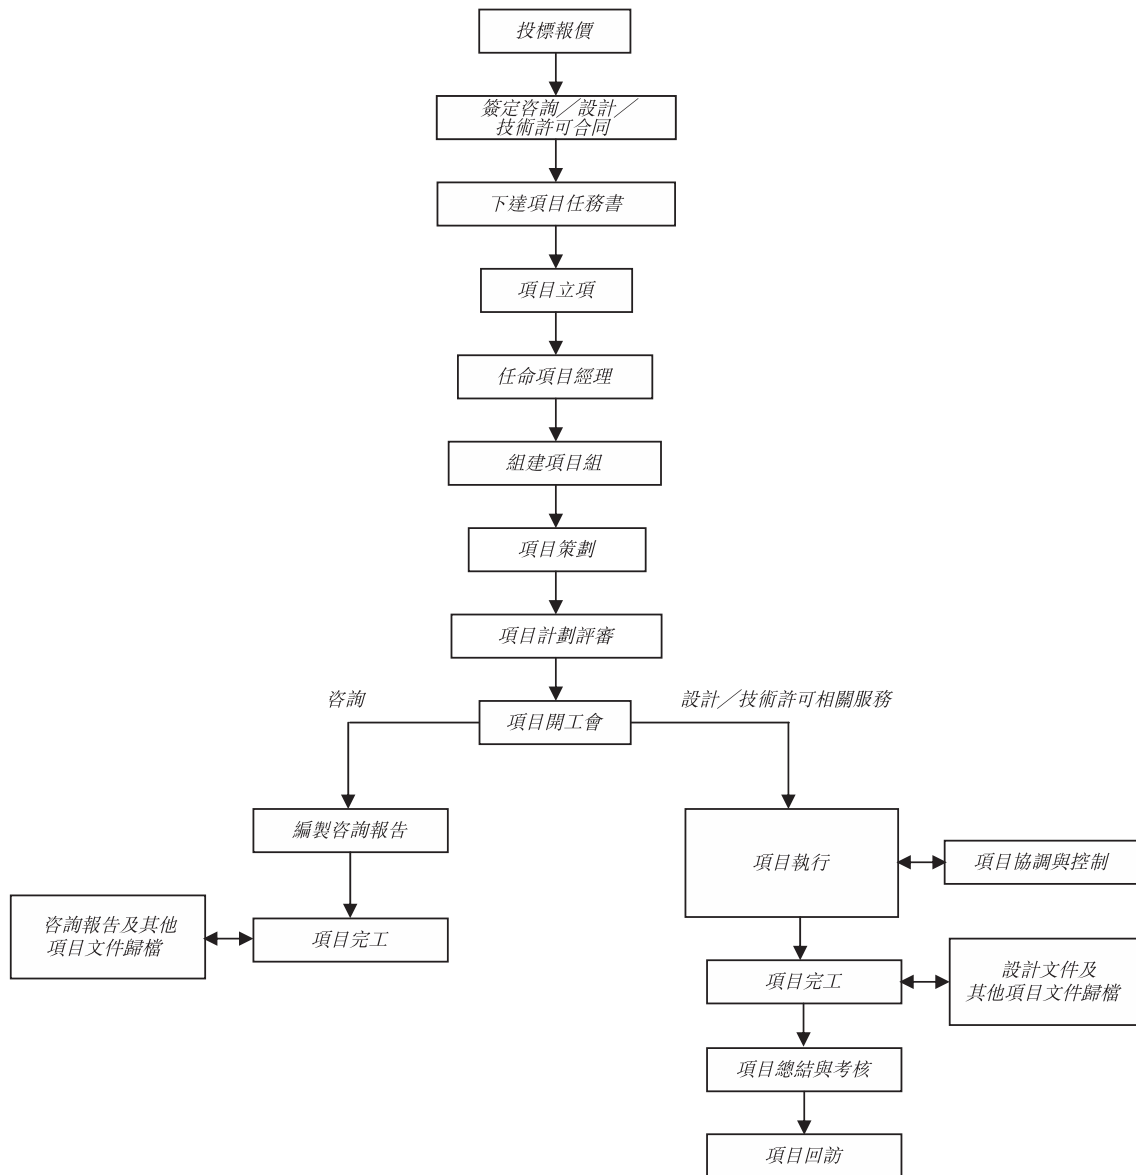 投標報價
簽定咨詢／設計／
技術許可合同
下達項目任務書
項目立項
任命項目經理
組建項目組
項目策劃
項目計劃評審
咨詢
設計／技術許可相關服務
項目開工會
編製咨詢報告
項目執行
項目協調與控制
咨詢報告及其他
項目文件歸檔
項目完工
設計文件及
其他項目文件歸檔
項目完工
項目總結與考核
項目回訪